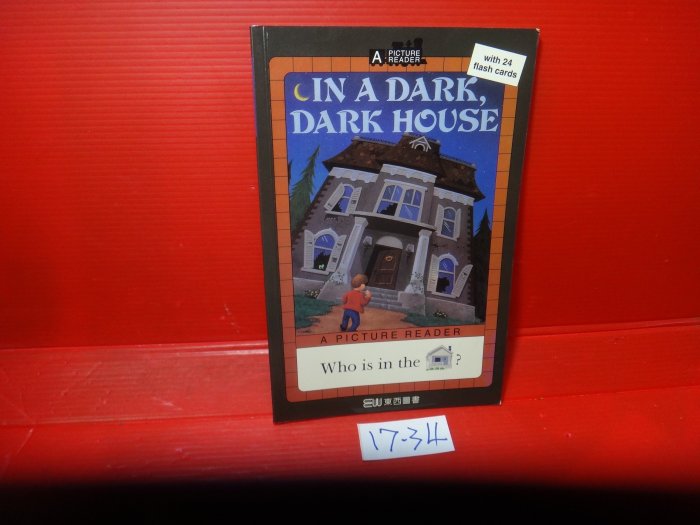 A PICTURE
READER
with 24
flash cards
IN A DARK,
DARK HOUSE
A PICTURE READER
Who is in the ?
EW 東西圖書
17-34